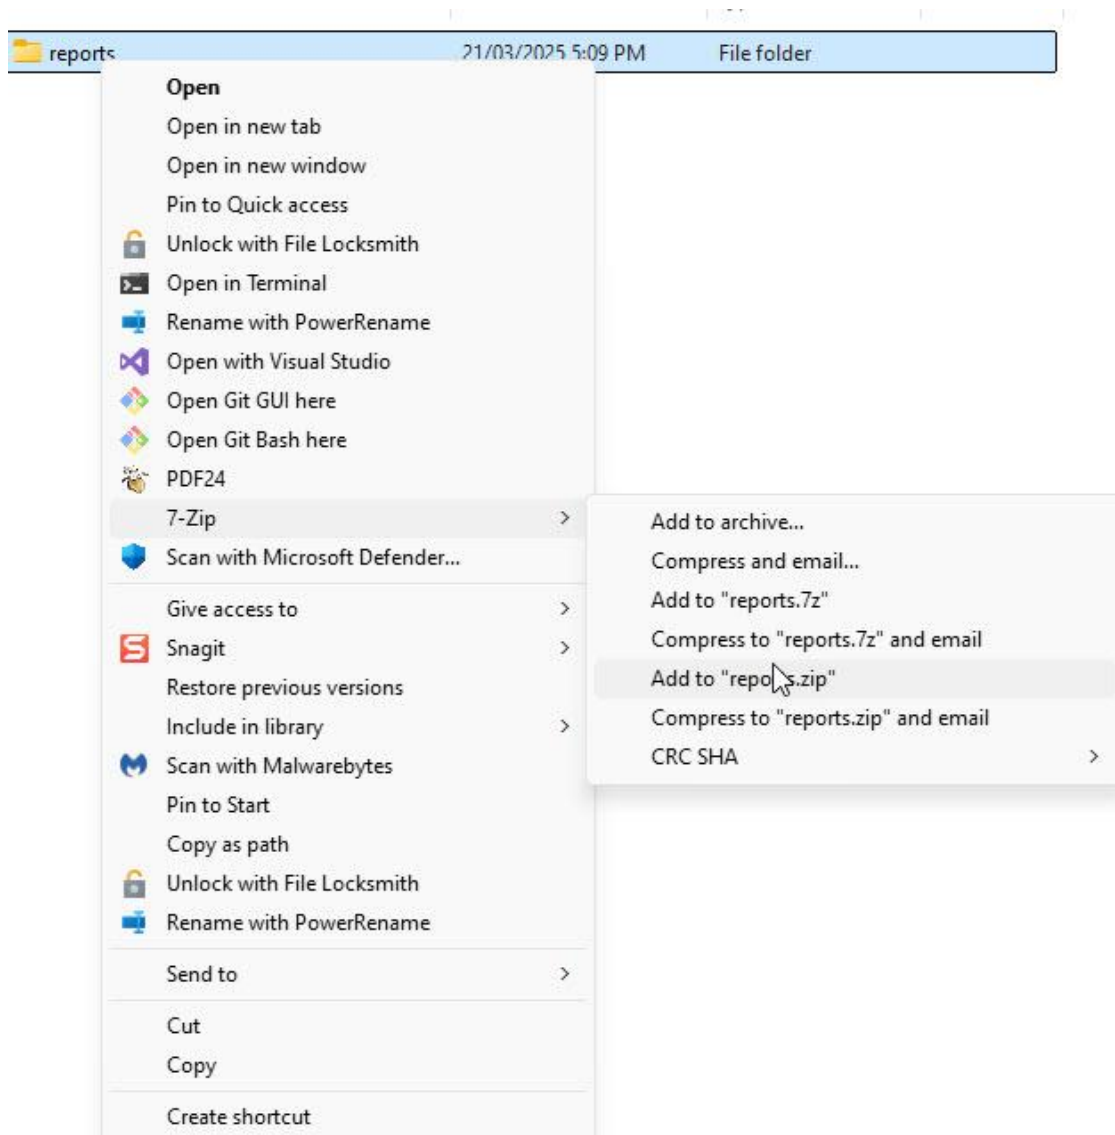 reports 21/03/2025 5:09 PM File folder
Open
Open in new tab
Open in new window
Pin to Quick access
Unlock with File Locksmith
Open in Terminal
Rename with PowerRename
Open with Visual Studio
Open Git GUI here
Open Git Bash here
PDF24
7-Zip
Scan with Microsoft Defender...
Give access to
Snagit
Restore previous versions
Include in library
Scan with Malwarebytes
Pin to Start
Copy as path
Unlock with File Locksmith
Rename with PowerRename
Send to
Cut
Copy
Create shortcut
Add to archive...
Compress and email...
Add to "reports.7z"
Compress to "reports.7z" and email
Add to "reports.zip"
Compress to "reports.zip" and email
CRC SHA